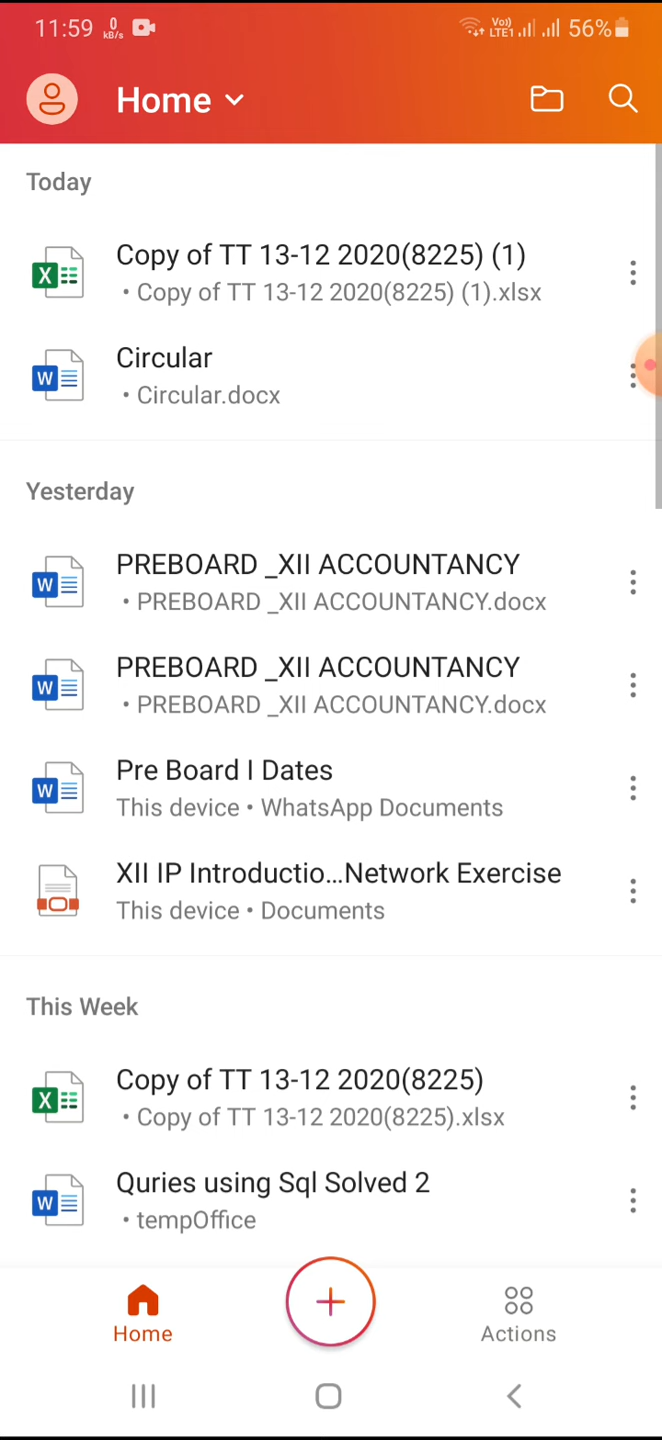 11:59 0 kB/s Vo)) LTE1 56%
Home
Today
Copy of TT 13-12 2020(8225) (1)
• Copy of TT 13-12 2020(8225) (1).xlsx
Circular
• Circular.docx
Yesterday
PREBOARD _XII ACCOUNTANCY
• PREBOARD _XII ACCOUNTANCY.docx
PREBOARD _XII ACCOUNTANCY
• PREBOARD _XII ACCOUNTANCY.docx
Pre Board I Dates
This device • WhatsApp Documents
XII IP Introductio...Network Exercise
This device • Documents
This Week
Copy of TT 13-12 2020(8225)
• Copy of TT 13-12 2020(8225).xlsx
Quries using Sql Solved 2
• tempOffice
Home
Actions